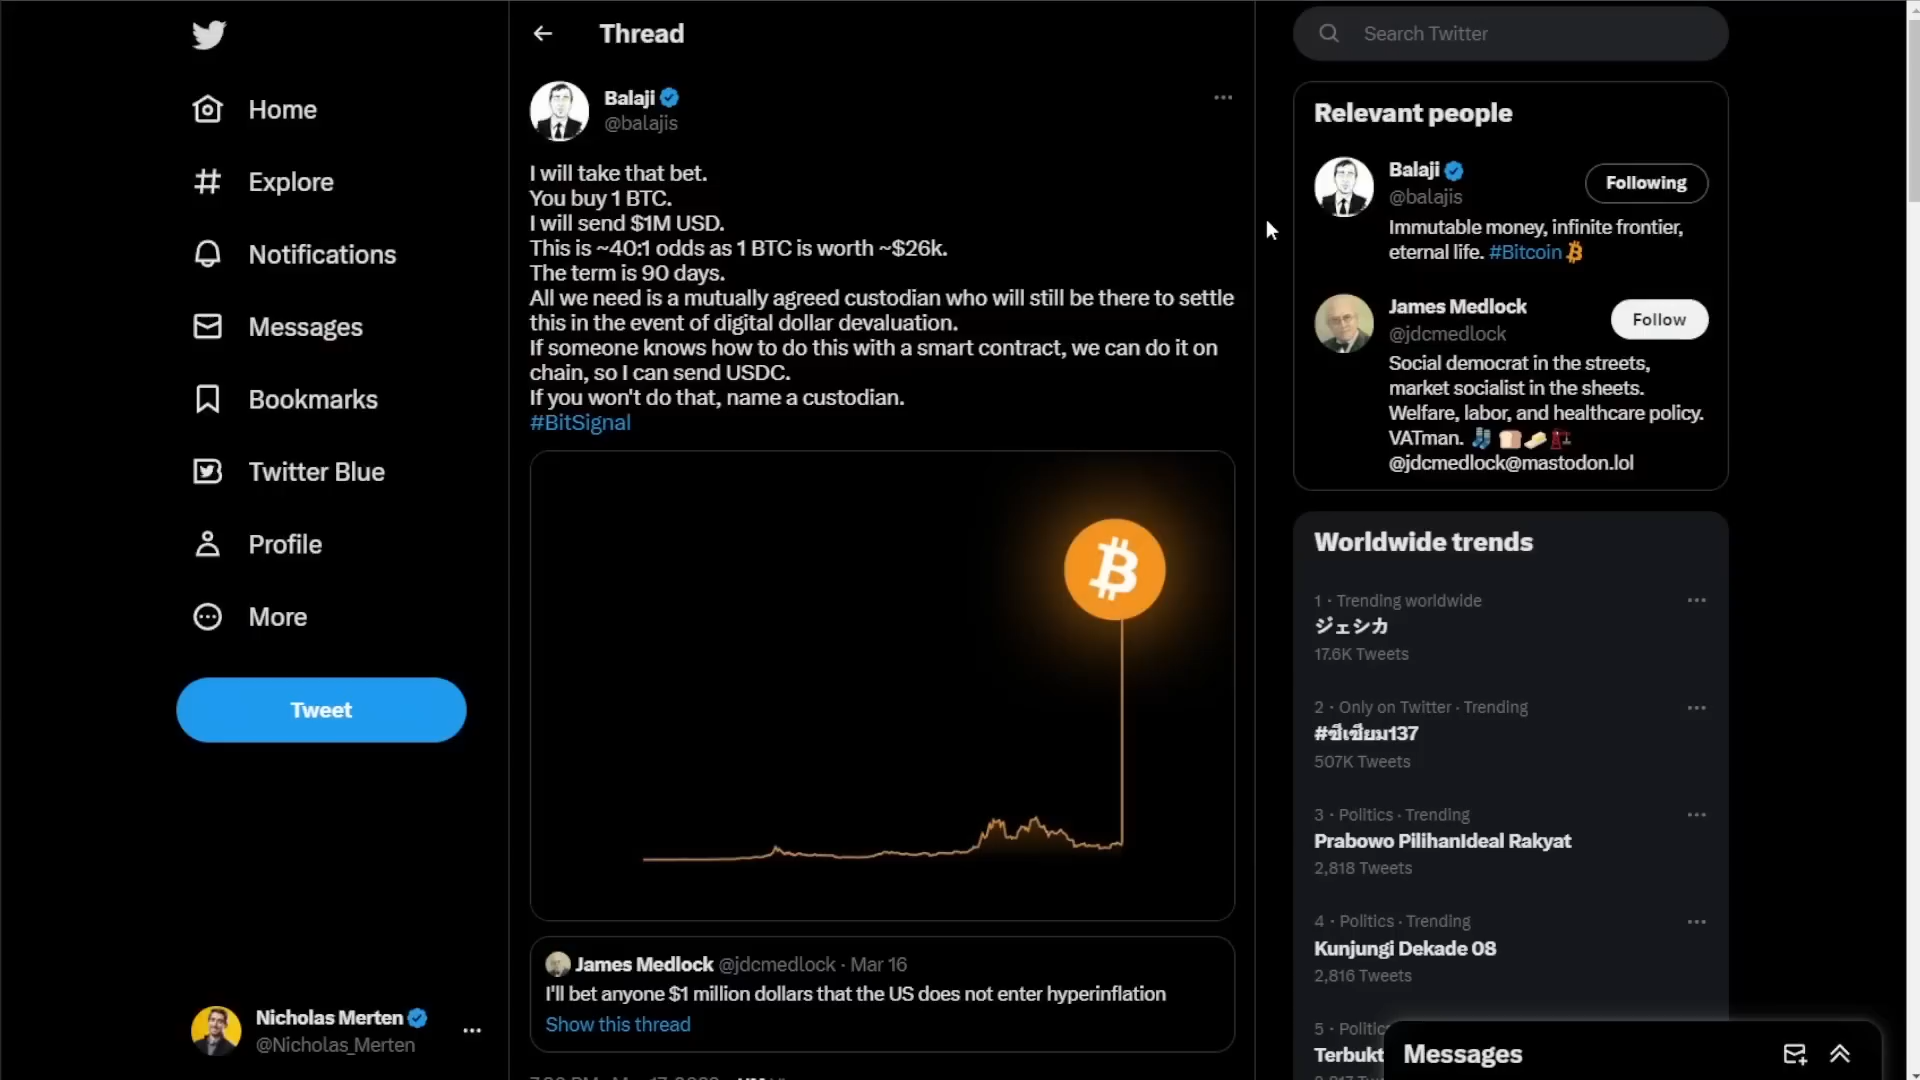 Home
Explore
Notifications
Messages
Bookmarks
Twitter Blue
Profile
More
Tweet
Nicholas Merten
@Nicholas_Merten
Thread
Balaji
@balajis
I will take that bet.
You buy 1 BTC.
I will send $1M USD.
This is ~40:1 odds as 1 BTC is worth ~$26k.
The term is 90 days.
All we need is a mutually agreed custodian who will still be there to settle
this in the event of digital dollar devaluation.
If someone knows how to do this with a smart contract, we can do it on
chain, so I can send USDC.
If you won't do that, name a custodian.
#BitSignal
James Medlock @jdcmedlock · Mar 16
I'll bet anyone $1 million dollars that the US does not enter hyperinflation
Show this thread
Search Twitter
Relevant people
Balaji
@balajis
Following
Immutable money, infinite frontier,
eternal life. #Bitcoin
James Medlock
@jdcmedlock
Follow
Social democrat in the streets,
market socialist in the sheets.
Welfare, labor, and healthcare policy.
VATman. 🧦🍞🧈🏗
@jdcmedlock@mastodon.lol
Worldwide trends
1 · Trending worldwide
ジェシカ
17.6K Tweets
2 · Only on Twitter · Trending
#ซีเซียม137
507K Tweets
3 · Politics · Trending
Prabowo PilihanIdeal Rakyat
2,818 Tweets
4 · Politics · Trending
Kunjungi Dekade 08
2,816 Tweets
Messages